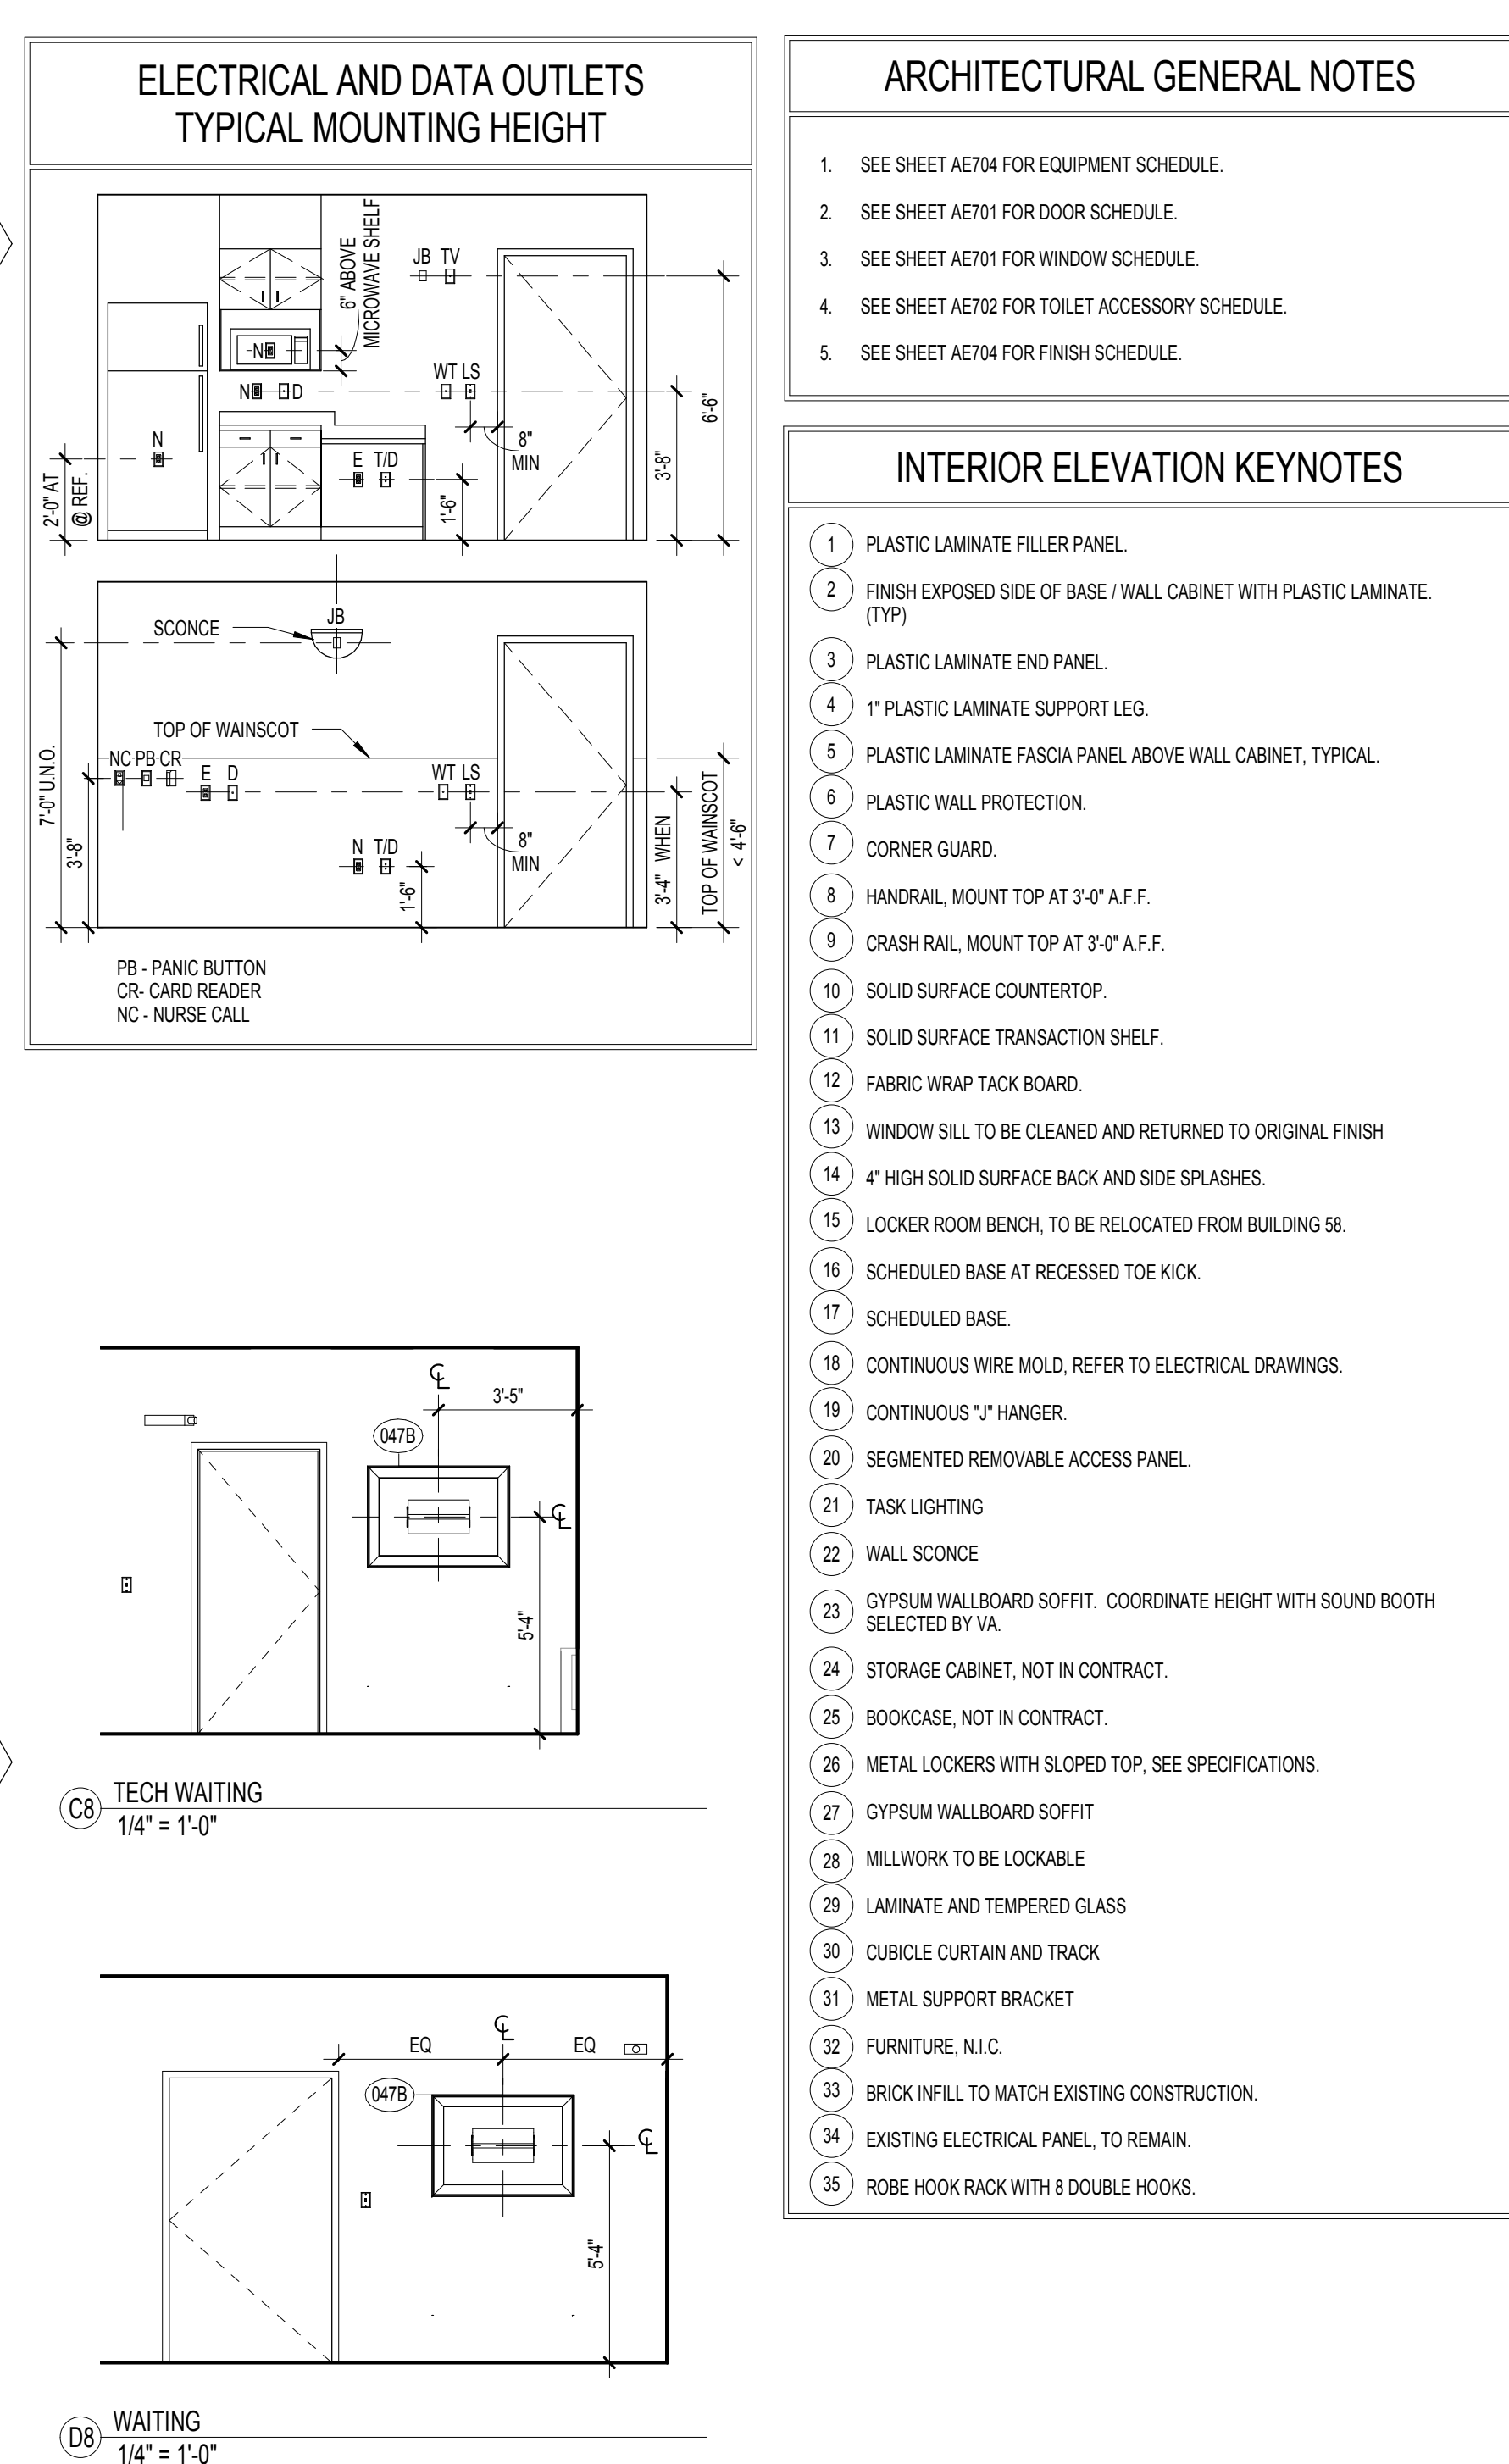 ELECTRICAL AND DATA OUTLETS
TYPICAL MOUNTING HEIGHT
6" ABOVE
MICROWAVE SHELF
JB TV
N
N D
WT LS
N
E T/D
8"
MIN
2'-0" AT
@ REF.
1'-6"
3'-8"
6'-6"
SCONCE
JB
TOP OF WAINSCOT
NC PB CR
E D
WT LS
N T/D
8"
MIN
7'-0" U.N.O.
3'-8"
1'-6"
3'-4" WHEN
TOP OF WAINSCOT
< 4'-6"
PB - PANIC BUTTON
CR- CARD READER
NC - NURSE CALL
ARCHITECTURAL GENERAL NOTES
1. SEE SHEET AE704 FOR EQUIPMENT SCHEDULE.
2. SEE SHEET AE701 FOR DOOR SCHEDULE.
3. SEE SHEET AE701 FOR WINDOW SCHEDULE.
4. SEE SHEET AE702 FOR TOILET ACCESSORY SCHEDULE.
5. SEE SHEET AE704 FOR FINISH SCHEDULE.
INTERIOR ELEVATION KEYNOTES
1 PLASTIC LAMINATE FILLER PANEL.
2 FINISH EXPOSED SIDE OF BASE / WALL CABINET WITH PLASTIC LAMINATE.
(TYP)
3 PLASTIC LAMINATE END PANEL.
4 1" PLASTIC LAMINATE SUPPORT LEG.
5 PLASTIC LAMINATE FASCIA PANEL ABOVE WALL CABINET, TYPICAL.
6 PLASTIC WALL PROTECTION.
7 CORNER GUARD.
8 HANDRAIL, MOUNT TOP AT 3'-0" A.F.F.
9 CRASH RAIL, MOUNT TOP AT 3'-0" A.F.F.
10 SOLID SURFACE COUNTERTOP.
11 SOLID SURFACE TRANSACTION SHELF.
12 FABRIC WRAP TACK BOARD.
13 WINDOW SILL TO BE CLEANED AND RETURNED TO ORIGINAL FINISH
14 4" HIGH SOLID SURFACE BACK AND SIDE SPLASHES.
15 LOCKER ROOM BENCH, TO BE RELOCATED FROM BUILDING 58.
16 SCHEDULED BASE AT RECESSED TOE KICK.
17 SCHEDULED BASE.
18 CONTINUOUS WIRE MOLD, REFER TO ELECTRICAL DRAWINGS.
19 CONTINUOUS "J" HANGER.
20 SEGMENTED REMOVABLE ACCESS PANEL.
21 TASK LIGHTING
22 WALL SCONCE
23 GYPSUM WALLBOARD SOFFIT. COORDINATE HEIGHT WITH SOUND BOOTH
SELECTED BY VA.
24 STORAGE CABINET, NOT IN CONTRACT.
25 BOOKCASE, NOT IN CONTRACT.
26 METAL LOCKERS WITH SLOPED TOP, SEE SPECIFICATIONS.
27 GYPSUM WALLBOARD SOFFIT
28 MILLWORK TO BE LOCKABLE
29 LAMINATE AND TEMPERED GLASS
30 CUBICLE CURTAIN AND TRACK
31 METAL SUPPORT BRACKET
32 FURNITURE, N.I.C.
33 BRICK INFILL TO MATCH EXISTING CONSTRUCTION.
34 EXISTING ELECTRICAL PANEL, TO REMAIN.
35 ROBE HOOK RACK WITH 8 DOUBLE HOOKS.
℄
3'-5"
047B
℄
5'-4"
C8 TECH WAITING
1/4" = 1'-0"
℄
EQ EQ
047B
℄
5'-4"
D8 WAITING
1/4" = 1'-0"